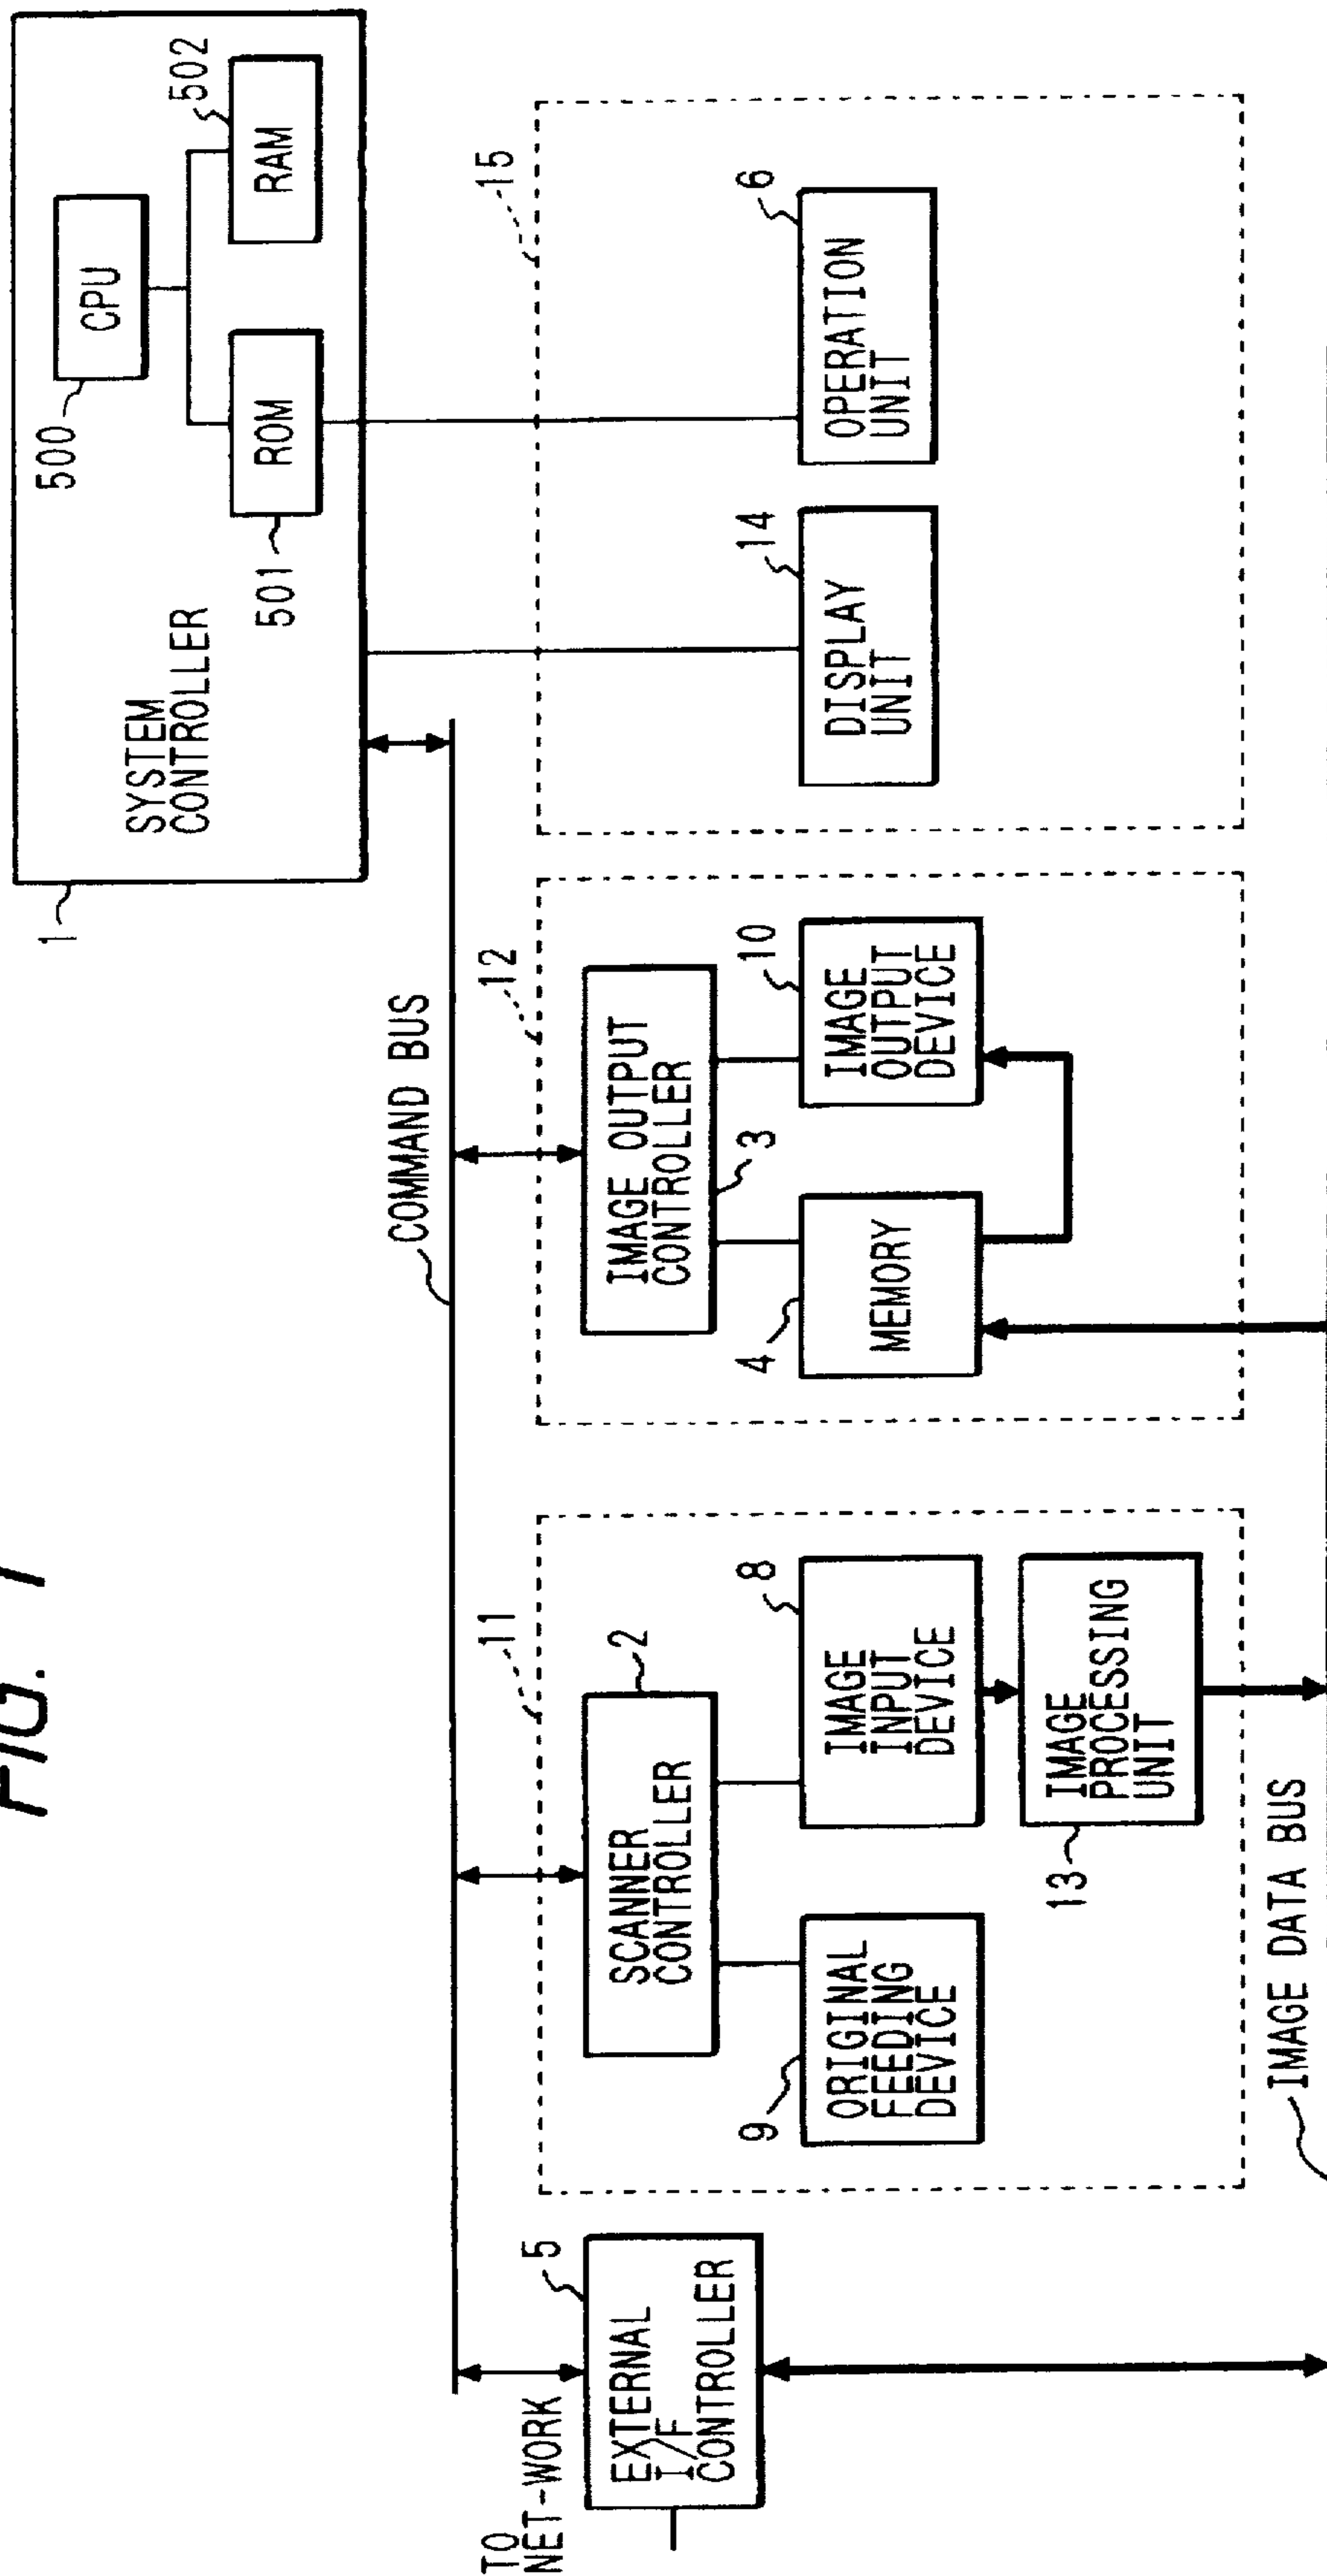 FIG. 1
1
SYSTEM
CONTROLLER
500
CPU
501
ROM
502
RAM
COMMAND BUS
TO
NET-WORK
5
EXTERNAL
I/F
CONTROLLER
11
SCANNER
CONTROLLER
2
9
ORIGINAL
FEEDING
DEVICE
8
IMAGE
INPUT
DEVICE
13
IMAGE
PROCESSING
UNIT
12
IMAGE OUTPUT
CONTROLLER
3
4
MEMORY
10
IMAGE
OUTPUT
DEVICE
15
14
DISPLAY
UNIT
6
OPERATION
UNIT
IMAGE DATA BUS